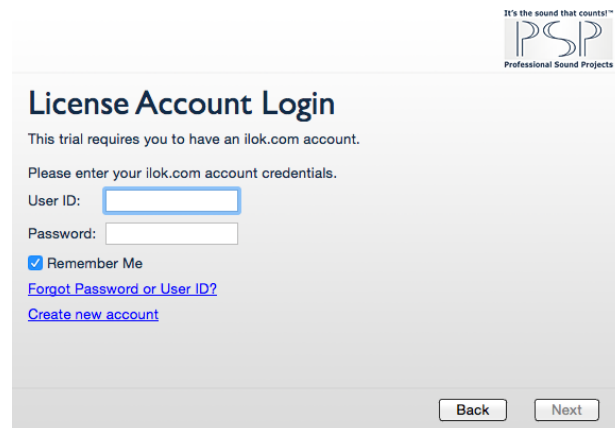 It's the sound that counts!™
PSP
Professional Sound Projects
License Account Login
This trial requires you to have an ilok.com account.
Please enter your ilok.com account credentials.
User ID:
Password:
Remember Me
Forgot Password or User ID?
Create new account
Back
Next